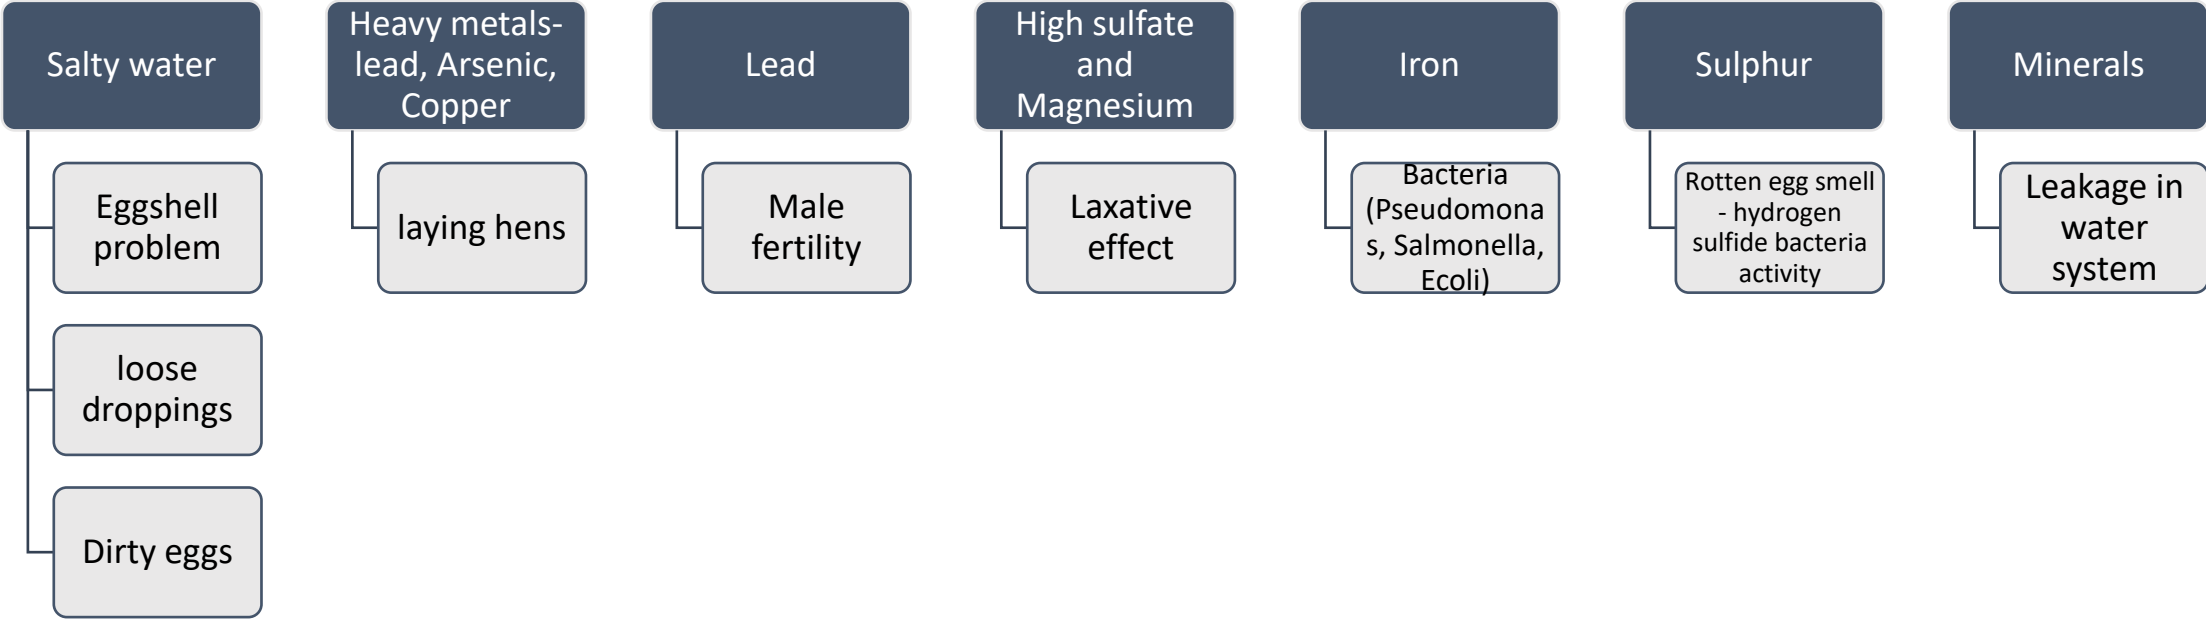 Salty water
Eggshell
problem
loose
droppings
Dirty eggs
Heavy metals-
lead, Arsenic,
Copper
laying hens
Lead
Male
fertility
High sulfate
and
Magnesium
Laxative
effect
Iron
Bacteria
(Pseudomona
s, Salmonella,
Ecoli)
Sulphur
Rotten egg smell
- hydrogen
sulfide bacteria
activity
Minerals
Leakage in
water
system